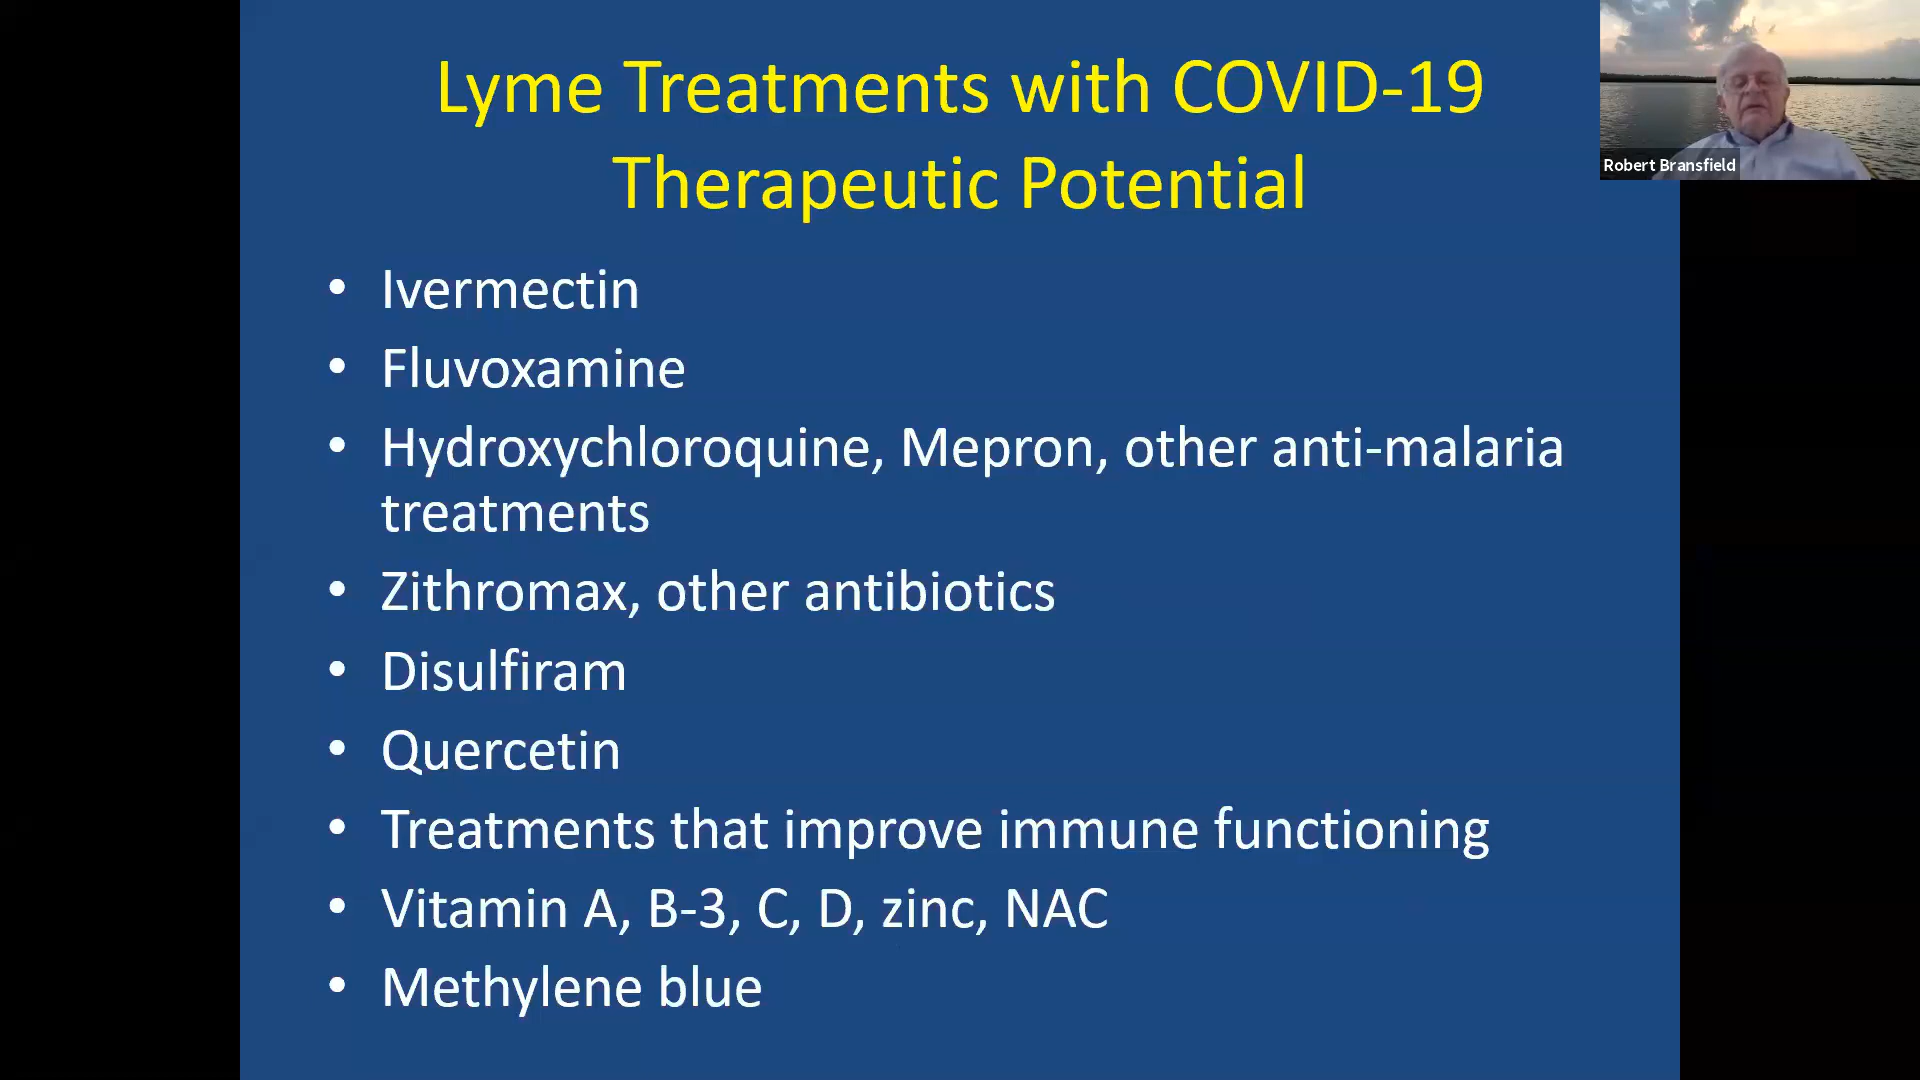 Lyme Treatments with COVID-19
Therapeutic Potential
Robert Bransfield
• Ivermectin
• Fluvoxamine
• Hydroxychloroquine, Mepron, other anti-malaria
treatments
• Zithromax, other antibiotics
• Disulfiram
• Quercetin
• Treatments that improve immune functioning
• Vitamin A, B-3, C, D, zinc, NAC
• Methylene blue